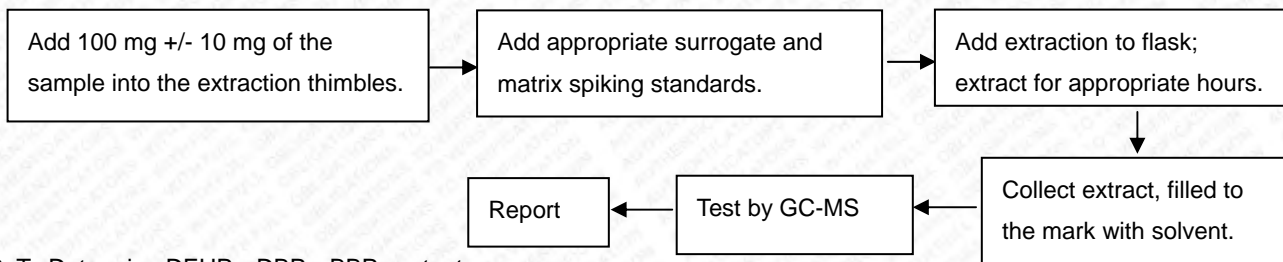 Add 100 mg +/- 10 mg of the
sample into the extraction thimbles.
Add appropriate surrogate and
matrix spiking standards.
Add extraction to flask;
extract for appropriate hours.
Collect extract, filled to
the mark with solvent.
Test by GC-MS
Report